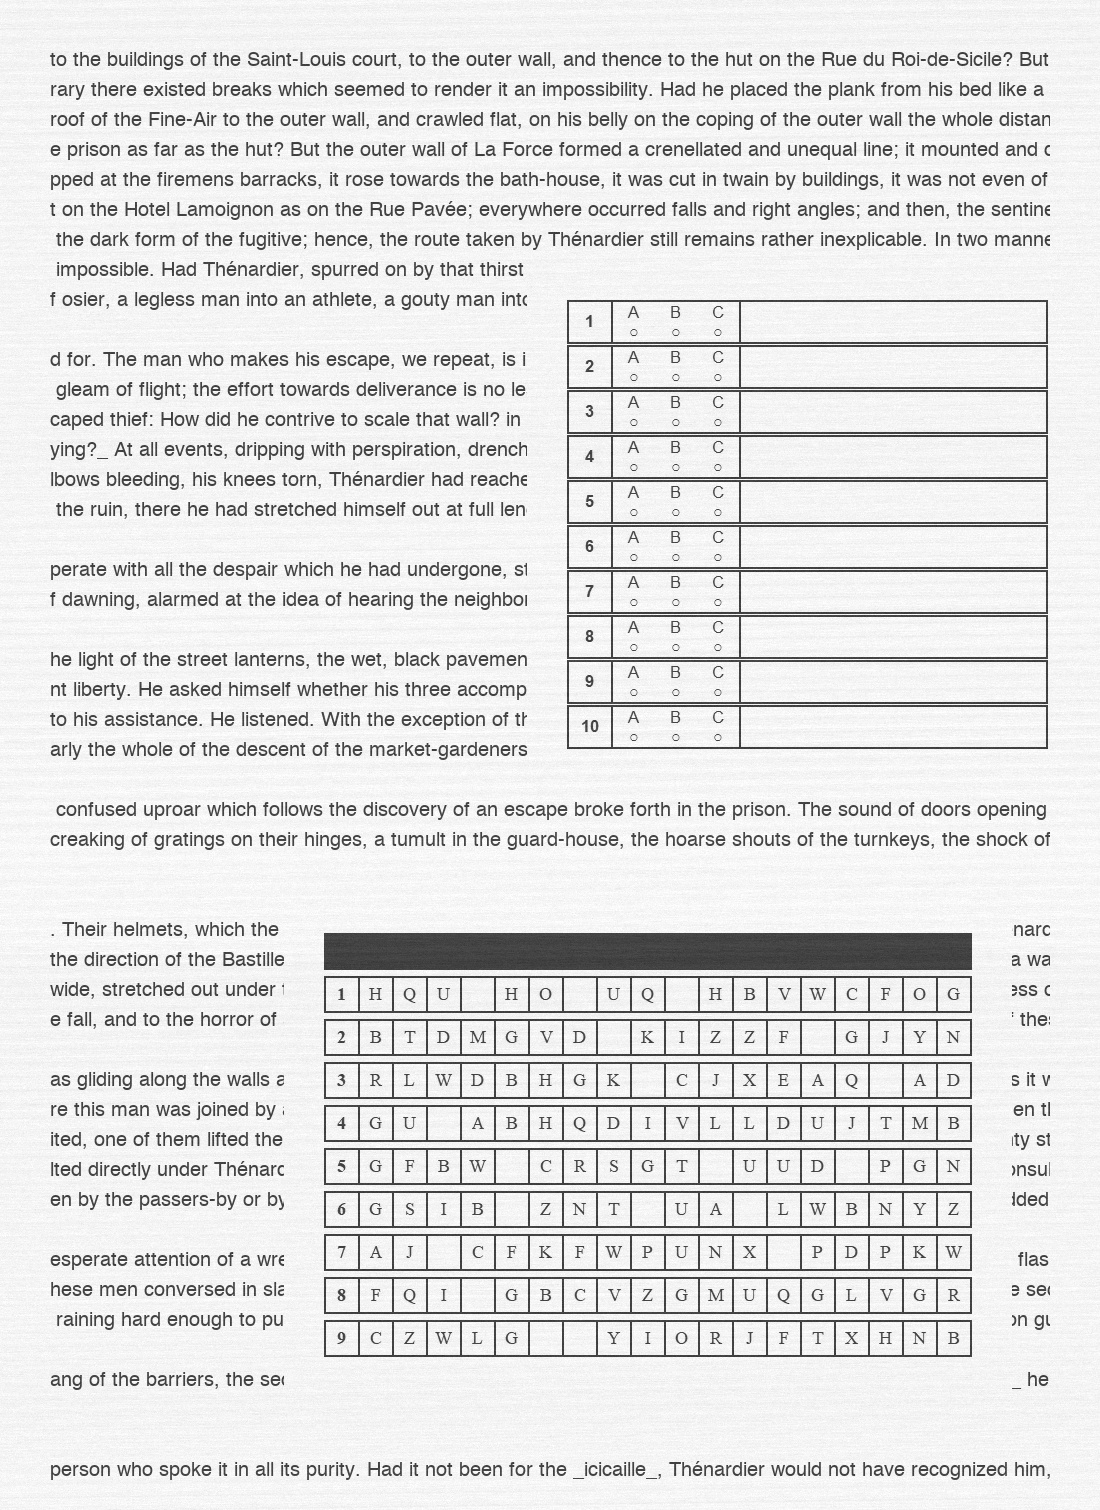 to the buildings of the Saint-Louis court, to the outer wall, and thence to the hut on the Rue du Roi-de-Sicile? But
rary there existed breaks which seemed to render it an impossibility. Had he placed the plank from his bed like a
roof of the Fine-Air to the outer wall, and crawled flat, on his belly on the coping of the outer wall the whole distan
e prison as far as the hut? But the outer wall of La Force formed a crenellated and unequal line; it mounted and
pped at the firemens barracks, it rose towards the bath-house, it was cut in twain by buildings, it was not even of
t on the Hotel Lamoignon as on the Rue Pavée; everywhere occurred falls and right angles; and then, the sentine
the dark form of the fugitive; hence, the route taken by Thénardier still remains rather inexplicable. In two manne
impossible. Had Thénardier, spurred on by that thirst
f osier, a legless man into an athlete, a gouty man into
d for. The man who makes his escape, we repeat, is i
gleam of flight; the effort towards deliverance is no le
caped thief: How did he contrive to scale that wall? in
ying?_ At all events, dripping with perspiration, drench
lbows bleeding, his knees torn, Thénardier had reache
the ruin, there he had stretched himself out at full len
perate with all the despair which he had undergone, st
f dawning, alarmed at the idea of hearing the neighbor
he light of the street lanterns, the wet, black pavemen
nt liberty. He asked himself whether his three accomp
to his assistance. He listened. With the exception of th
arly the whole of the descent of the market-gardeners
1 A B C
2 A B C
3 A B C
4 A B C
5 A B C
6 A B C
7 A B C
8 A B C
9 A B C
10 A B C
confused uproar which follows the discovery of an escape broke forth in the prison. The sound of doors opening
creaking of gratings on their hinges, a tumult in the guard-house, the hoarse shouts of the turnkeys, the shock of
. Their helmets, which the
the direction of the Bastille
wide, stretched out under
e fall, and to the horror of
as gliding along the walls a
re this man was joined by
ited, one of them lifted the
lted directly under Thénard
en by the passers-by or by
esperate attention of a wre
hese men conversed in sla
raining hard enough to pu
ang of the barriers, the sec
1 H Q U H O U Q H B V W C F O G
2 B T D M G V D K I Z Z F G J Y N
3 R L W D B H G K C J X E A Q A D
4 G U A B H Q D I V L L D U J T M B
5 G F B W C R S G T U U D P G N
6 G S I B Z N T U A L W B N Y Z
7 A J C F K F W P U N X P D P K W
8 F Q I G B C V Z G M U Q G L V G R
9 C Z W L G Y I O R J F T X H N B
nard
a wa
ess
thes
s it w
en th
ty st
onsul
dded
flas
e sec
on gu
_ he
person who spoke it in all its purity. Had it not been for the _icicaille_, Thénardier would not have recognized him,